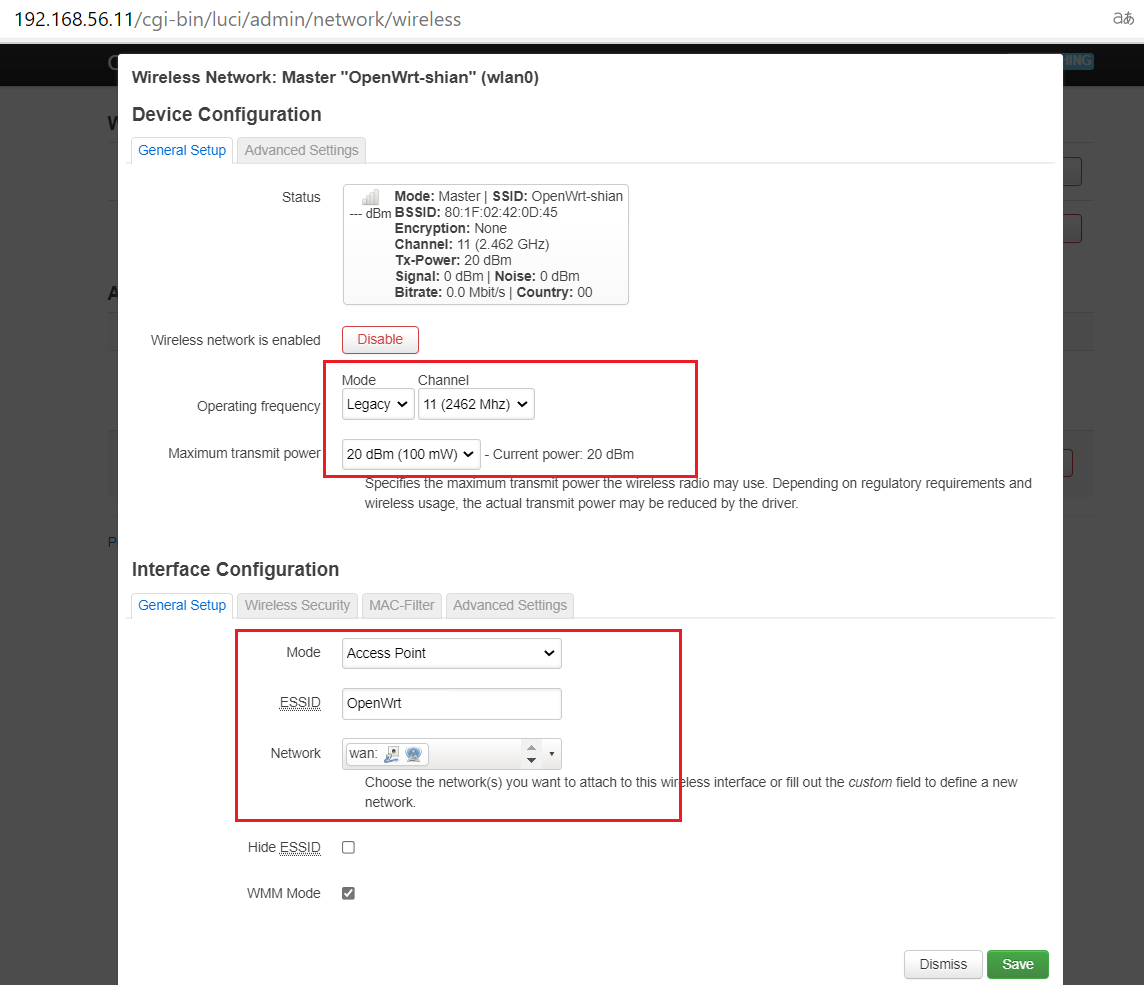 192.168.56.11/cgi-bin/luci/admin/network/wireless
aあ
HING
Wireless Network: Master "OpenWrt-shian" (wlan0)
Device Configuration
General Setup Advanced Settings
Status
--- dBm
Mode: Master | SSID: OpenWrt-shian
BSSID: 80:1F:02:42:0D:45
Encryption: None
Channel: 11 (2.462 GHz)
Tx-Power: 20 dBm
Signal: 0 dBm | Noise: 0 dBm
Bitrate: 0.0 Mbit/s | Country: 00
Wireless network is enabled Disable
Mode Channel
Operating frequency Legacy 11 (2462 Mhz)
Maximum transmit power 20 dBm (100 mW) - Current power: 20 dBm
Specifies the maximum transmit power the wireless radio may use. Depending on regulatory requirements and
wireless usage, the actual transmit power may be reduced by the driver.
Interface Configuration
General Setup Wireless Security MAC-Filter Advanced Settings
Mode Access Point
ESSID OpenWrt
Network wan:
Choose the network(s) you want to attach to this wireless interface or fill out the custom field to define a new
network.
Hide ESSID
WMM Mode
Dismiss Save